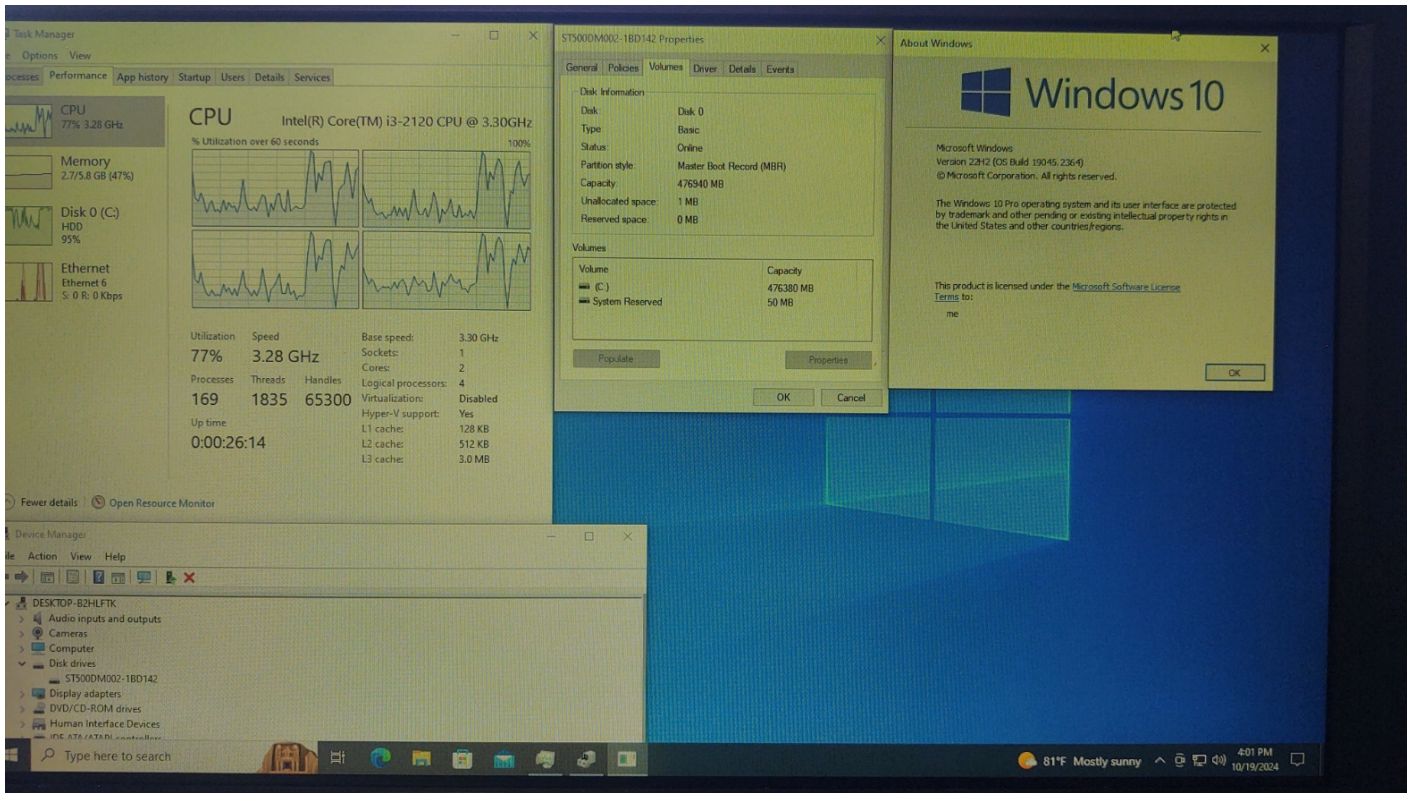 Task Manager
Options View
Performance App history Startup Users Details Services
CPU
77% 3.28 GHz
Memory
2.7/5.8 GB (47%)
Disk 0 (C:)
HDD
95%
Ethernet
Ethernet 6
S: 0 R: 0 Kbps
CPU
Intel(R) Core(TM) i3-2120 CPU @ 3.30GHz
% Utilization over 60 seconds
100%
Utilization Speed
77% 3.28 GHz
Processes Threads Handles
169 1835 65300
Up time
0:00:26:14
Base speed: 3.30 GHz
Sockets: 1
Cores: 2
Logical processors: 4
Virtualization: Disabled
Hyper-V support: Yes
L1 cache: 128 KB
L2 cache: 512 KB
L3 cache: 3.0 MB
Fewer details
Open Resource Monitor
ST500DM002-1BD142 Properties
General Policies Volumes Driver Details Events
Disk Information
Disk: Disk 0
Type: Basic
Status: Online
Partition style: Master Boot Record (MBR)
Capacity: 476940 MB
Unallocated space: 1 MB
Reserved space: 0 MB
Volumes
Volume Capacity
(C:) 476380 MB
System Reserved 50 MB
Populate Properties
OK Cancel
About Windows
Windows 10
Microsoft Windows
Version 22H2 (OS Build 19045.2364)
© Microsoft Corporation. All rights reserved.
The Windows 10 Pro operating system and its user interface are protected
by trademark and other pending or existing intellectual property rights in
the United States and other countries/regions.
This product is licensed under the Microsoft Software License
Terms to:
me
OK
Device Manager
Action View Help
DESKTOP-B2HLFTK
Audio inputs and outputs
Cameras
Computer
Disk drives
ST500DM002-1BD142
Display adapters
DVD/CD-ROM drives
Human Interface Devices
IDE ATA/ATAPI controllers
Type here to search
81°F Mostly sunny
4:01 PM
10/19/2024